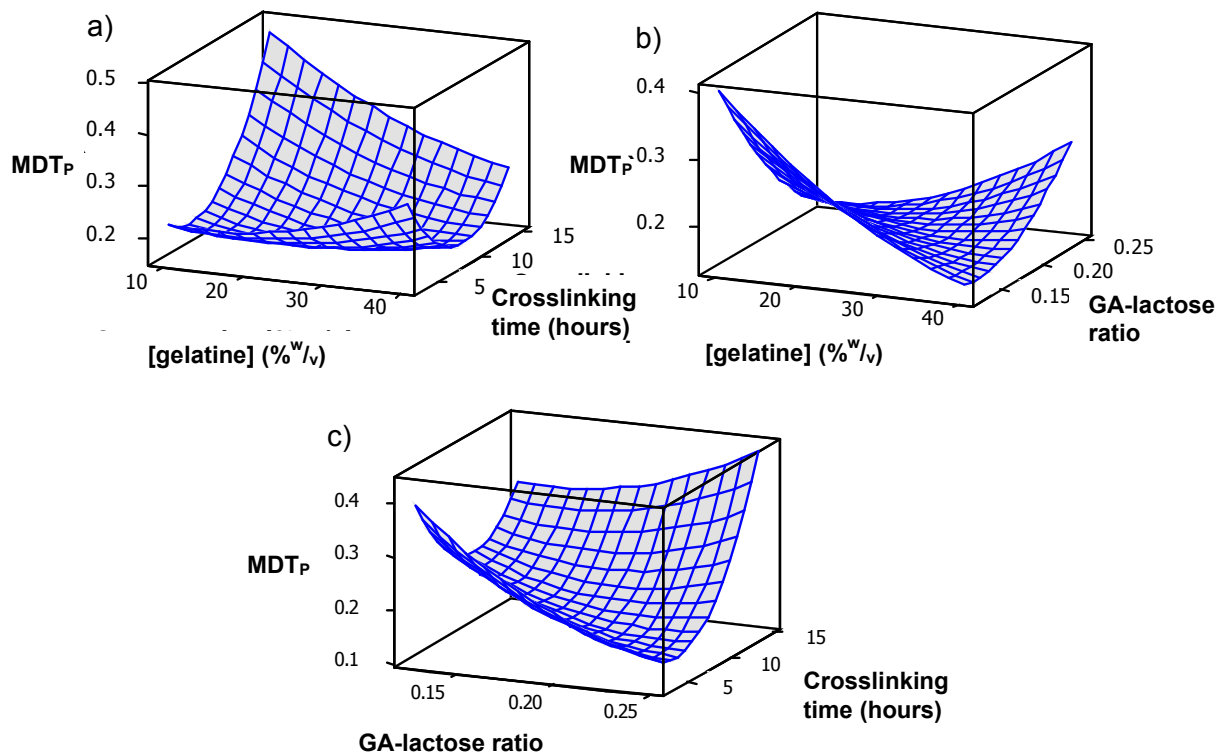 a)
0.5
0.4
MDTP
0.3
0.2
10
20
30
40
5
10
15
Crosslinking
time (hours)
[gelatine] (%w/v)
b)
0.4
MDTP
0.3
0.2
10
20
30
40
0.15
0.20
0.25
GA-lactose
ratio
[gelatine] (%w/v)
c)
0.4
0.3
MDTP
0.2
0.1
0.15
0.20
0.25
5
10
15
Crosslinking
time (hours)
GA-lactose ratio